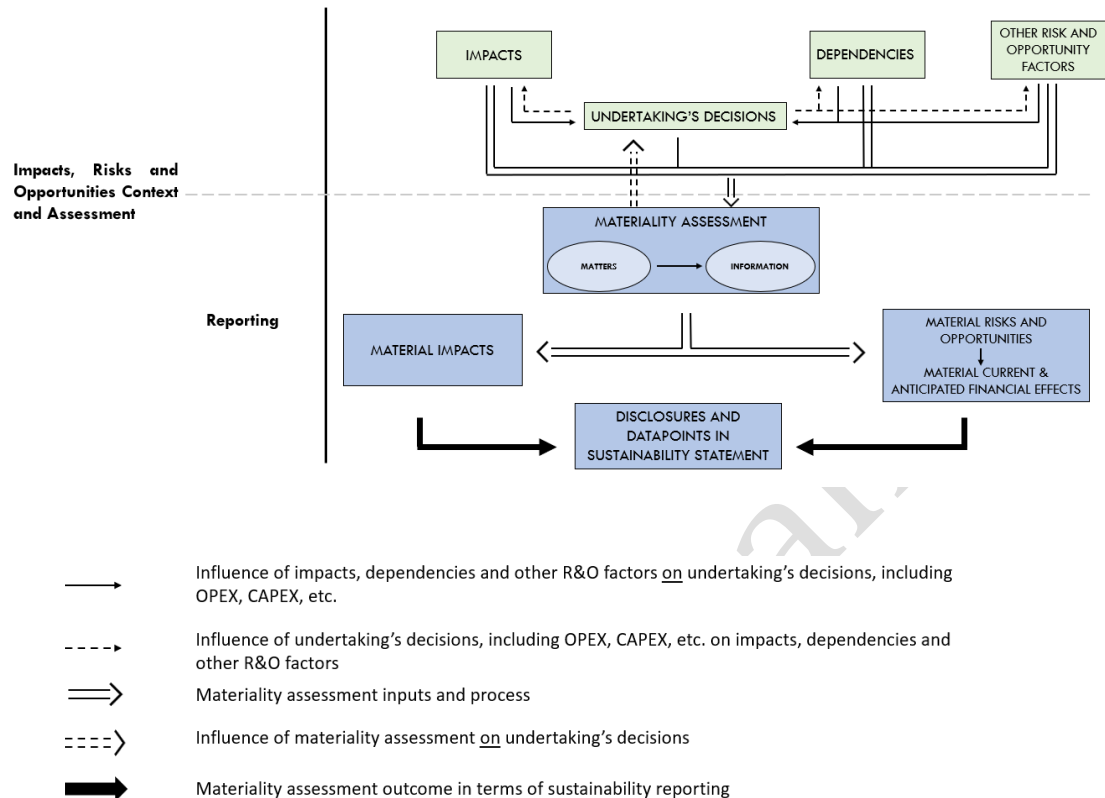 IMPACTS
DEPENDENCIES
OTHER RISK AND
OPPORTUNITY
FACTORS
UNDERTAKING'S DECISIONS
Impacts, Risks and
Opportunities Context
and Assessment
MATERIALITY ASSESSMENT
MATTERS
INFORMATION
Reporting
MATERIAL IMPACTS
MATERIAL RISKS AND
OPPORTUNITIES
MATERIAL CURRENT &
ANTICIPATED FINANCIAL EFFECTS
DISCLOSURES AND
DATAPOINTS IN
SUSTAINABILITY STATEMENT
Influence of impacts, dependencies and other R&O factors on undertaking's decisions, including
OPEX, CAPEX, etc.
Influence of undertaking's decisions, including OPEX, CAPEX, etc. on impacts, dependencies and
other R&O factors
Materiality assessment inputs and process
Influence of materiality assessment on undertaking's decisions
Materiality assessment outcome in terms of sustainability reporting